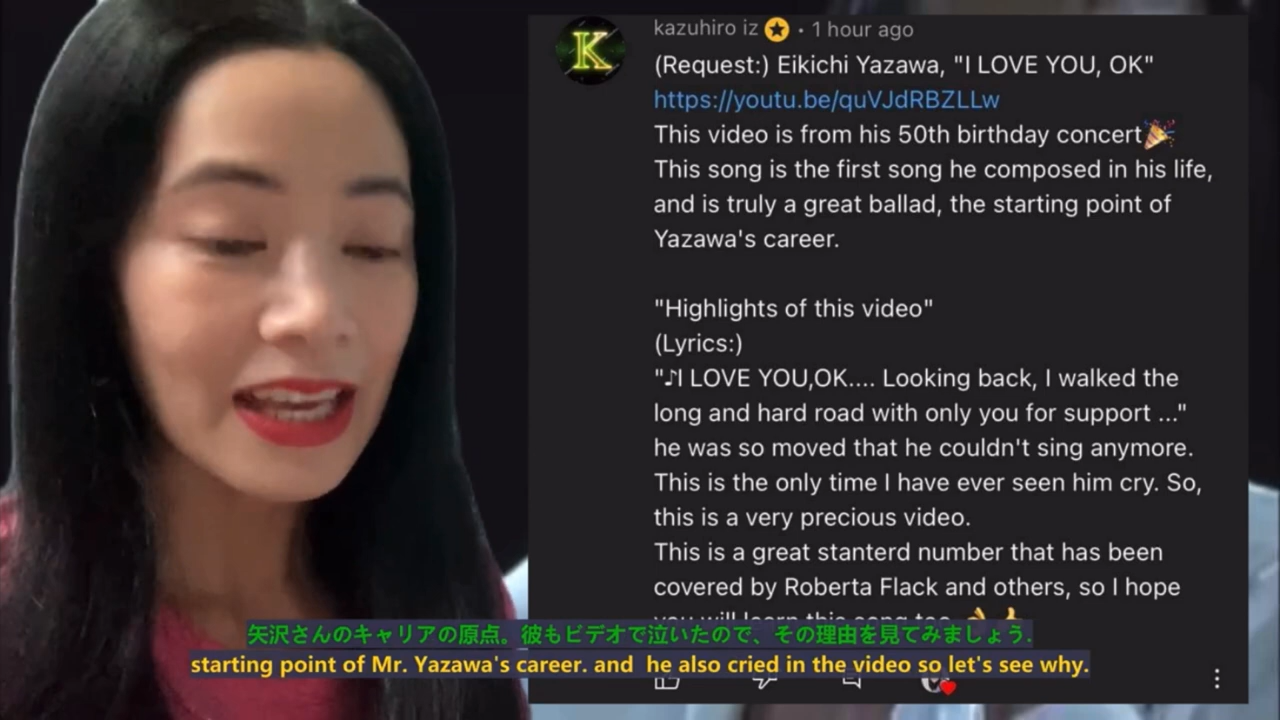 K
kazuhiro iz • 1 hour ago
(Request:) Eikichi Yazawa, "I LOVE YOU, OK"
https://youtu.be/quVJdRBZLLw
This video is from his 50th birthday concert🎉
This song is the first song he composed in his life,
and is truly a great ballad, the starting point of
Yazawa's career.
"Highlights of this video"
(Lyrics:)
"♪I LOVE YOU,OK.... Looking back, I walked the
long and hard road with only you for support ..."
he was so moved that he couldn't sing anymore.
This is the only time I have ever seen him cry. So,
this is a very precious video.
This is a great stanterd number that has been
covered by Roberta Flack and others, so I hope
you will learn this song too
矢沢さんのキャリアの原点。彼もビデオで泣いたので、その理由を見てみましょう.
starting point of Mr. Yazawa's career. and he also cried in the video so let's see why.